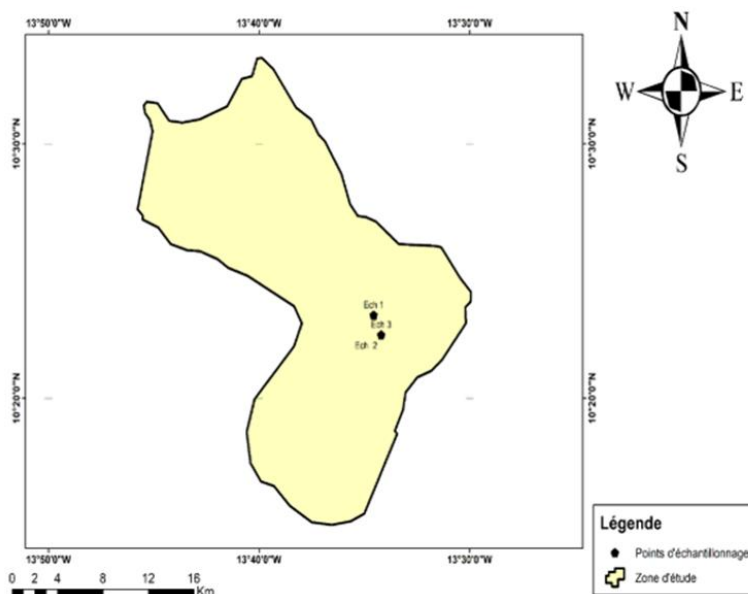 13°50'0"W 13°40'0"W 13°30'0"W
N
W E
S
10°30'0"N 10°30'0"N
Ech 1
Ech 3
Ech 2
10°20'0"N 10°20'0"N
13°50'0"W 13°40'0"W 13°30'0"W
Légende
Points d'échantillonnage
Zone d'étude
0 2 4 8 12 16
Km